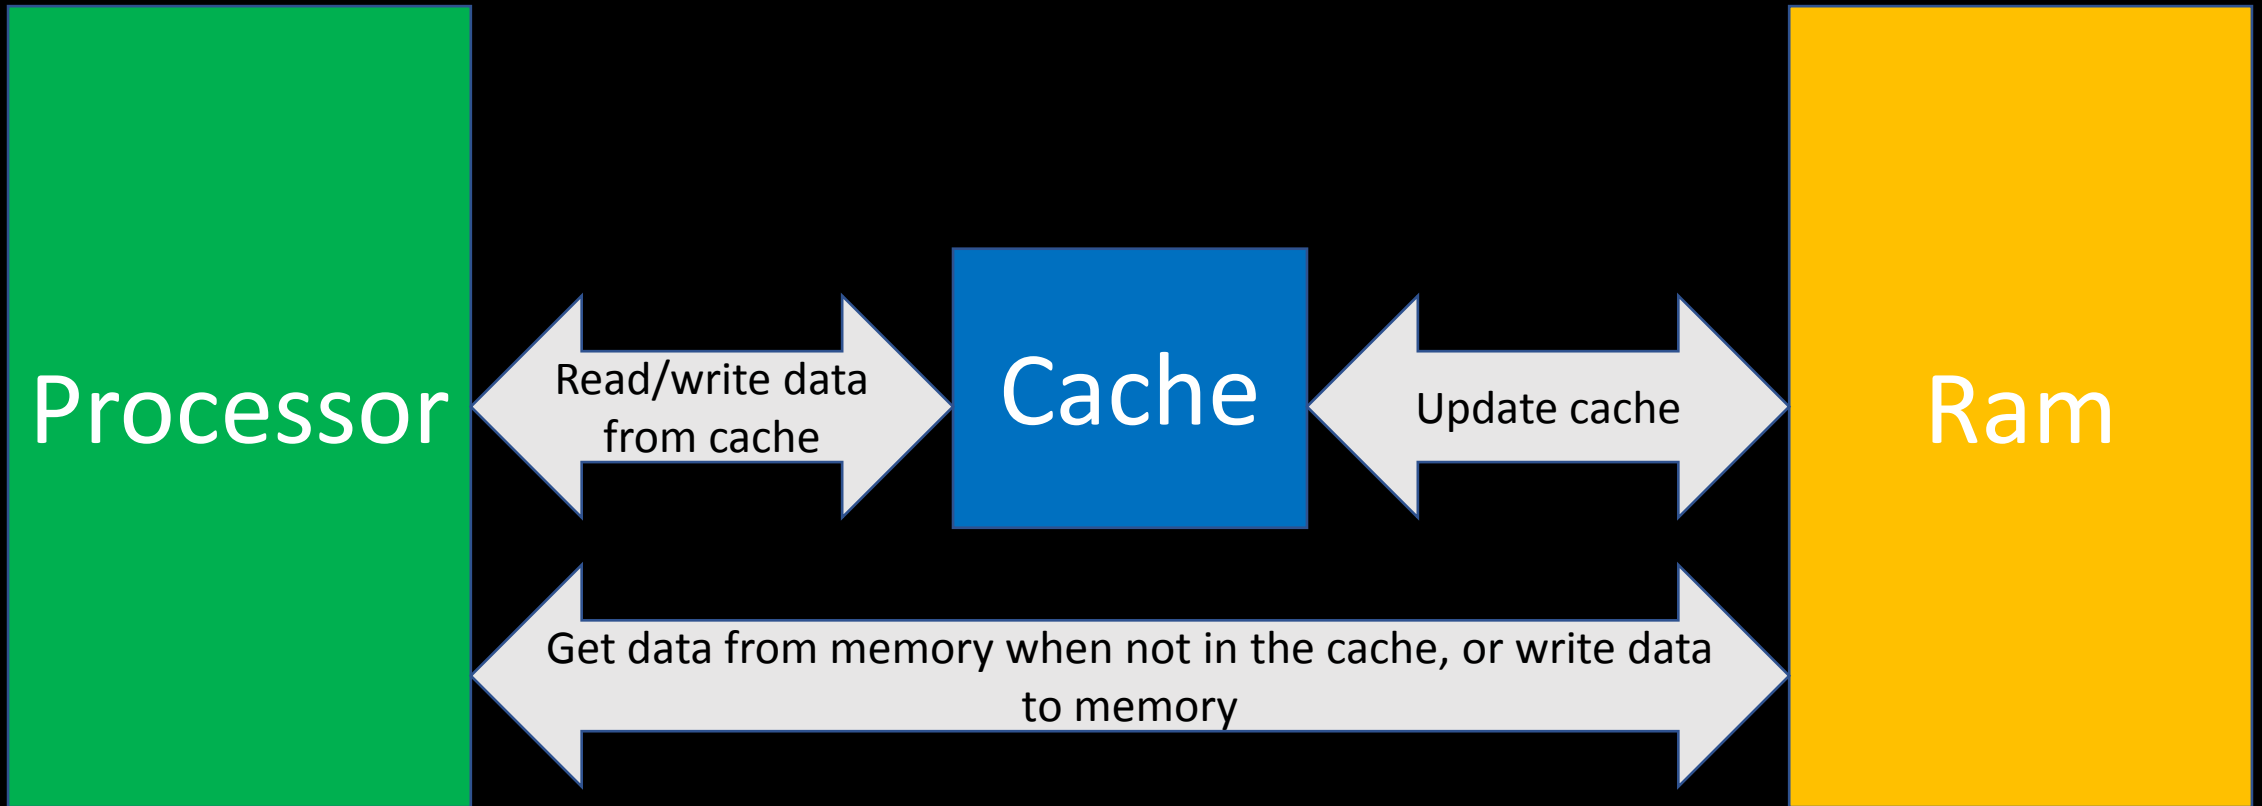 Processor
Read/write data
from cache
Cache
Update cache
Ram
Get data from memory when not in the cache, or write data
to memory